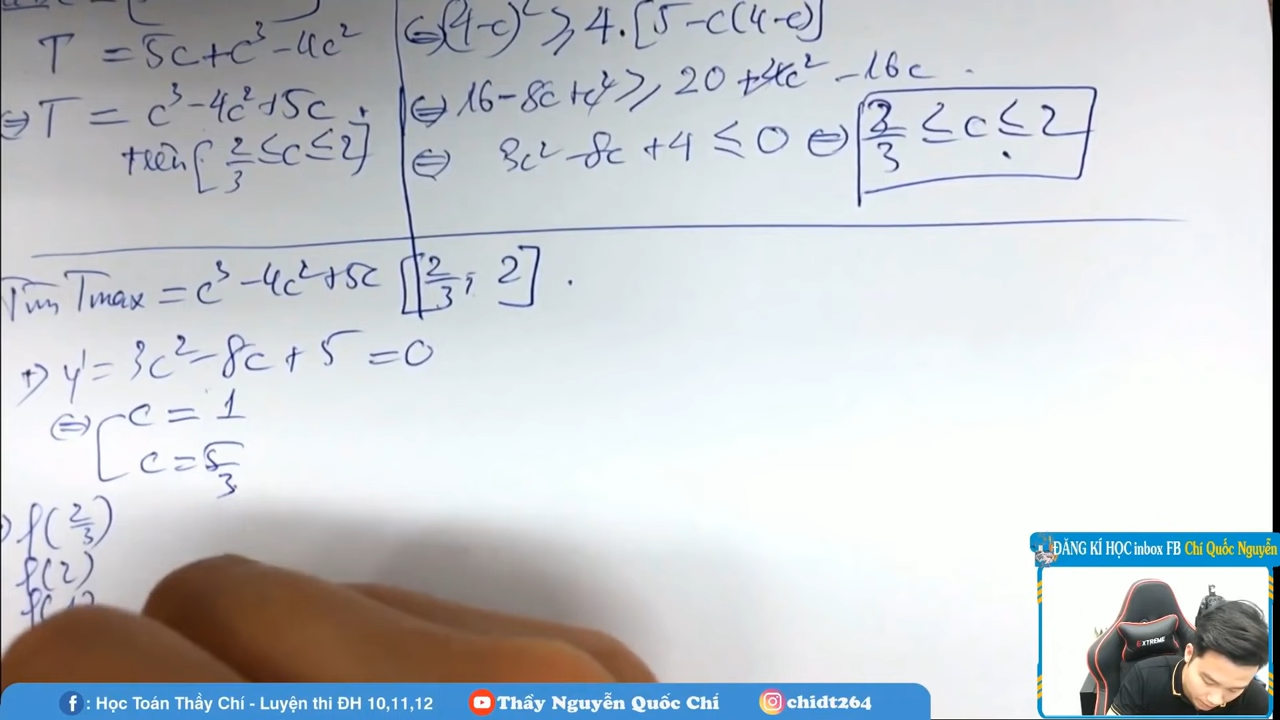 T = 5c + c³ - 4c²
⇔ T = c³ - 4c² + 5c.
trên [2/3 ≤ c ≤ 2]
⇔ (4-c)² ≥ 4.[5-c(4-c)]
⇔ 16 - 8c + c² ≥ 20 + 4c² - 16c.
⇔ 3c² - 8c + 4 ≤ 0 ⇔ 2/3 ≤ c ≤ 2
Tìm Tmax = c³ - 4c² + 5c [2/3; 2].
+) y' = 3c² - 8c + 5 = 0
⇔ [ c = 1
c = 5/3
f(2/3)
f(2)
ĐĂNG KÍ HỌC inbox FB Chí Quốc Nguyễn
EXTREME
: Học Toán Thầy Chí - Luyện thi ĐH 10,11,12
Thầy Nguyễn Quốc Chí
chidt264